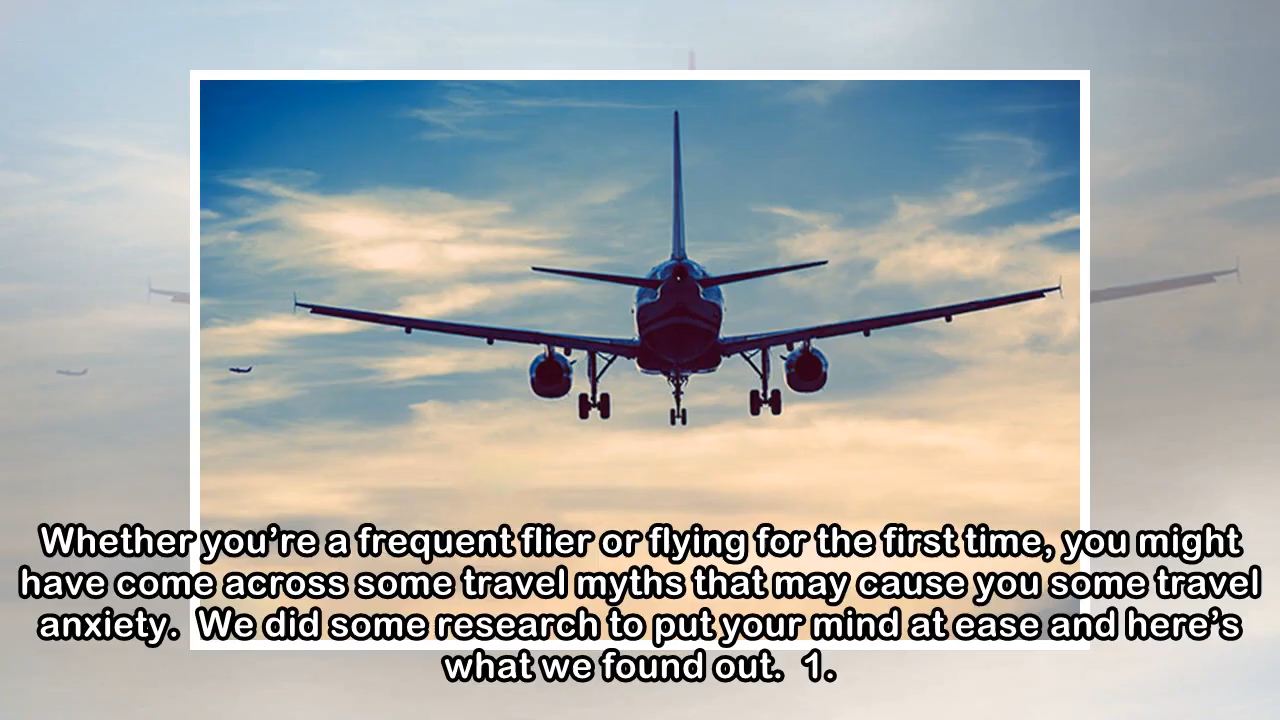 Whether you’re a frequent flier or flying for the first time, you might
have come across some travel myths that may cause you some travel
anxiety.  We did some research to put your mind at ease and here’s
what we found out.  1.